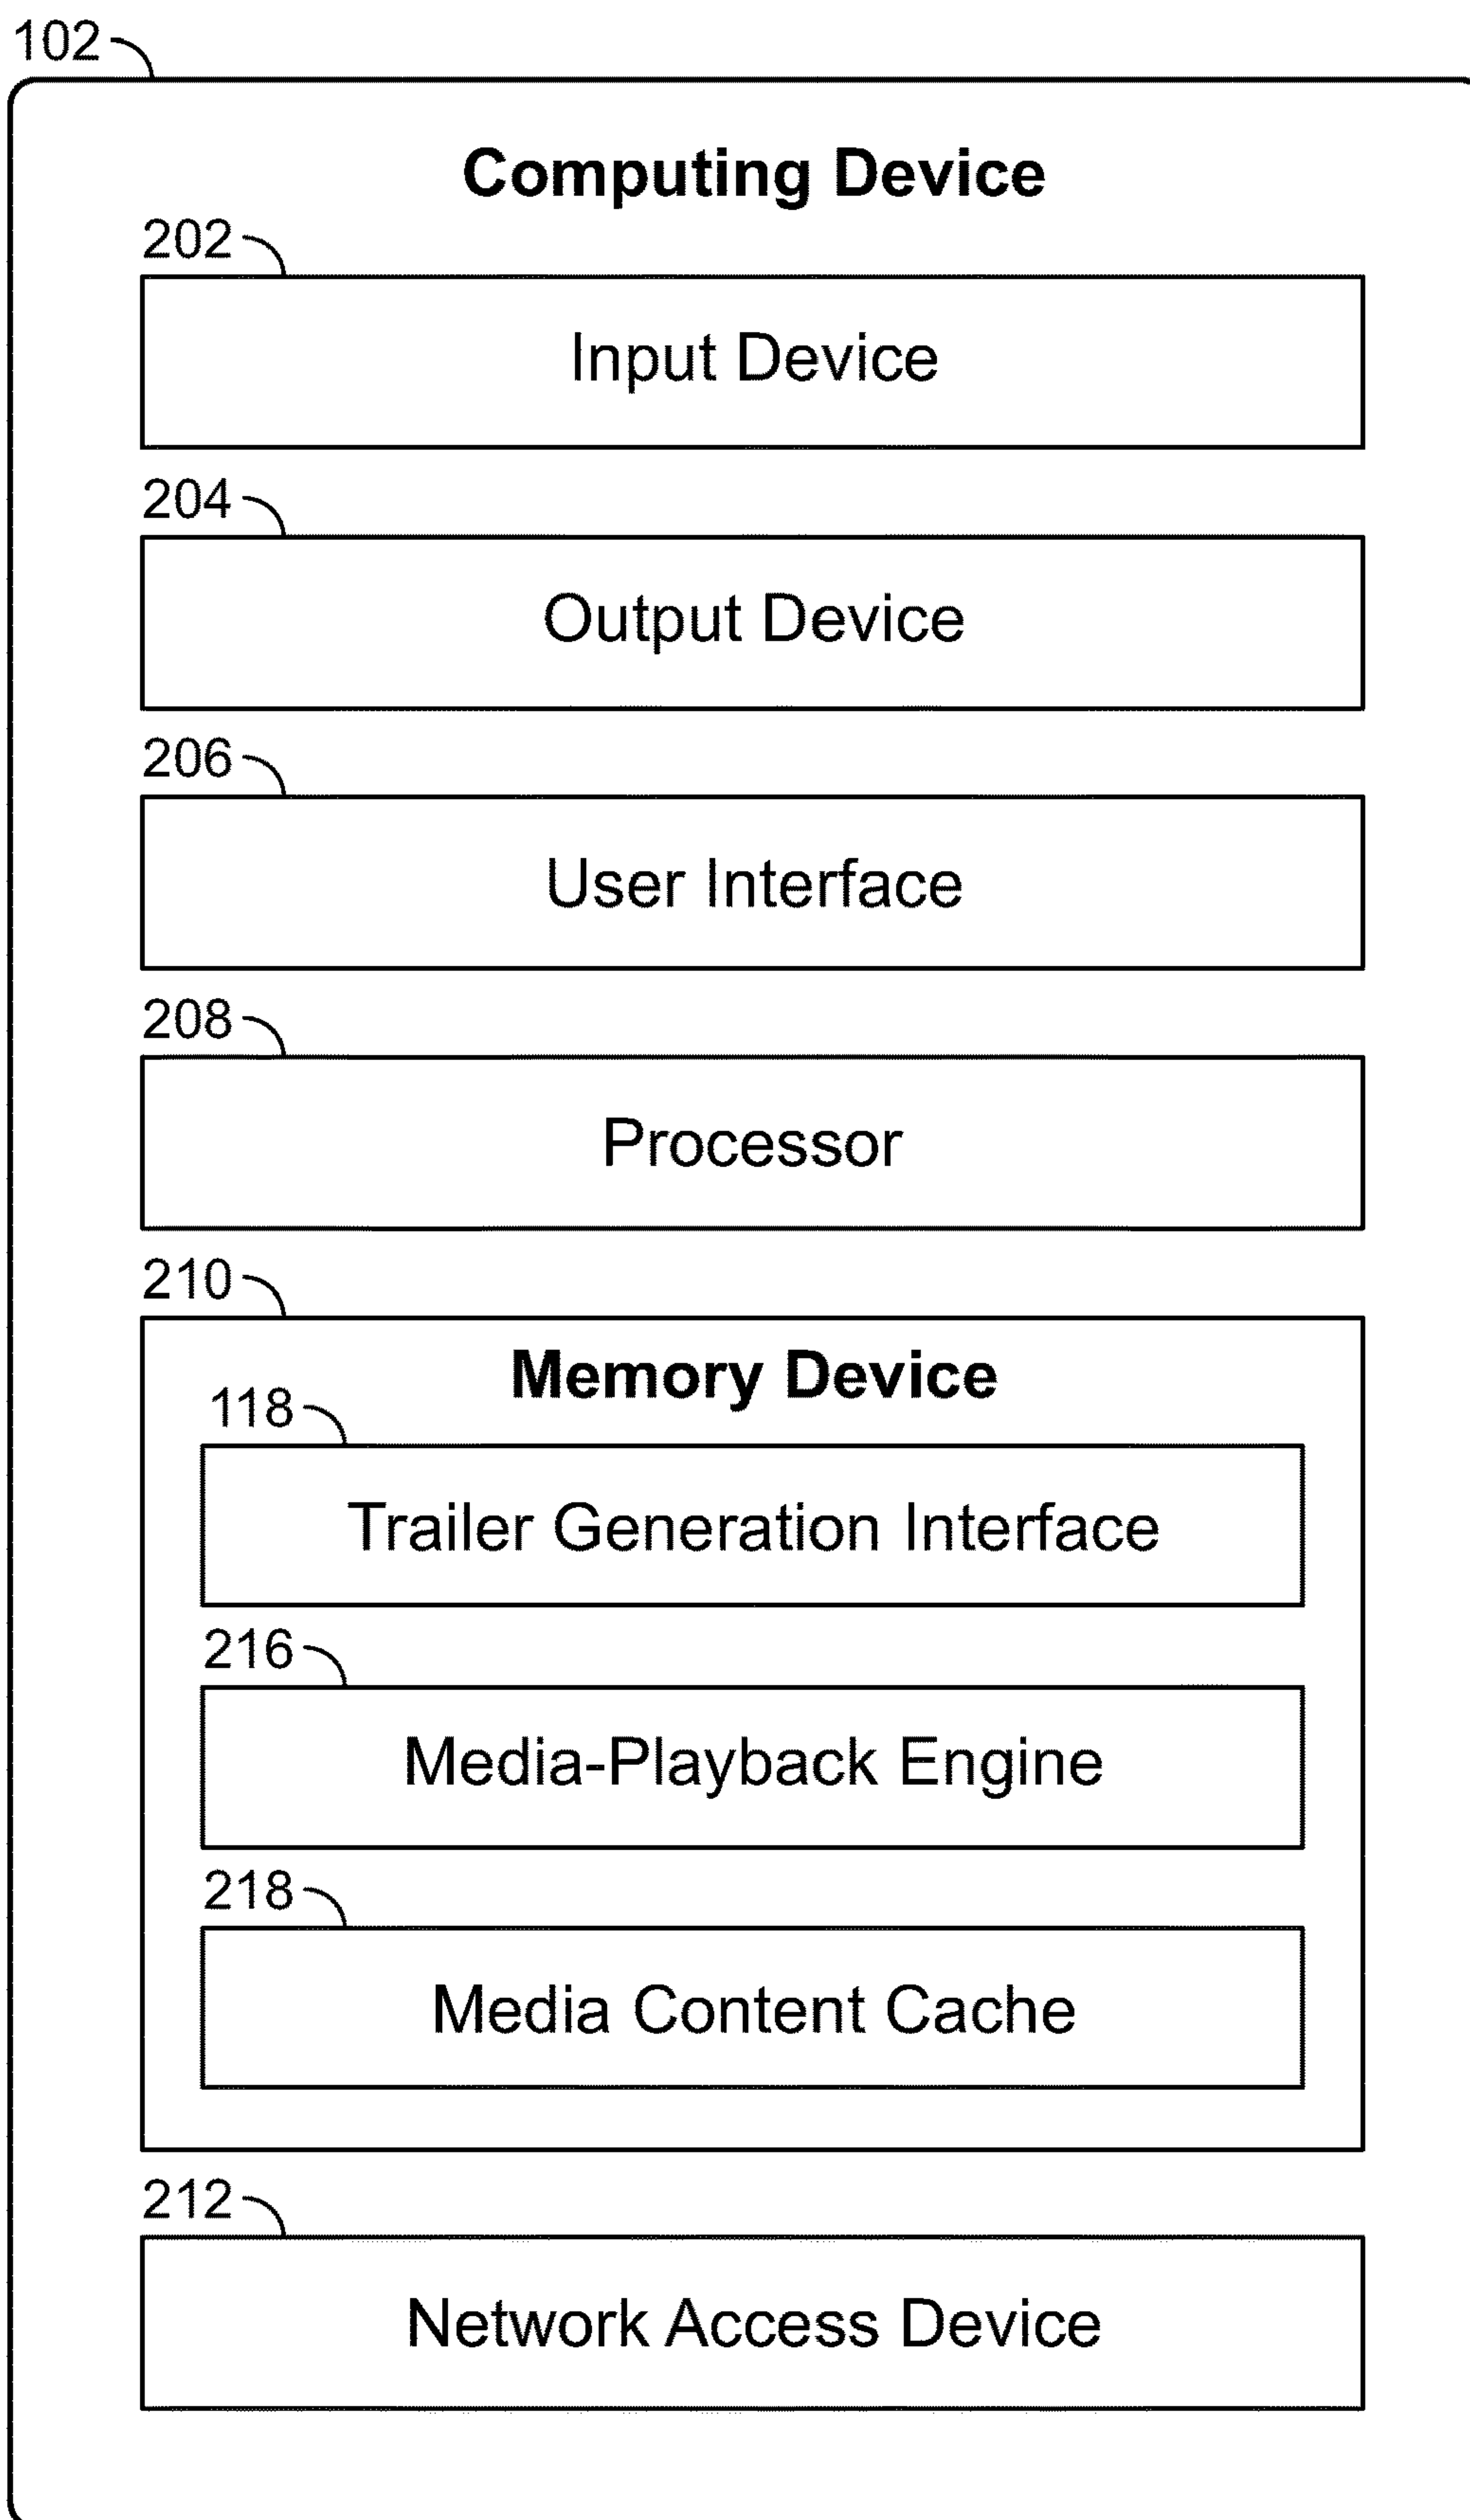 102
Computing Device
202
Input Device
204
Output Device
206
User Interface
208
Processor
210
Memory Device
118
Trailer Generation Interface
216
Media-Playback Engine
218
Media Content Cache
212
Network Access Device